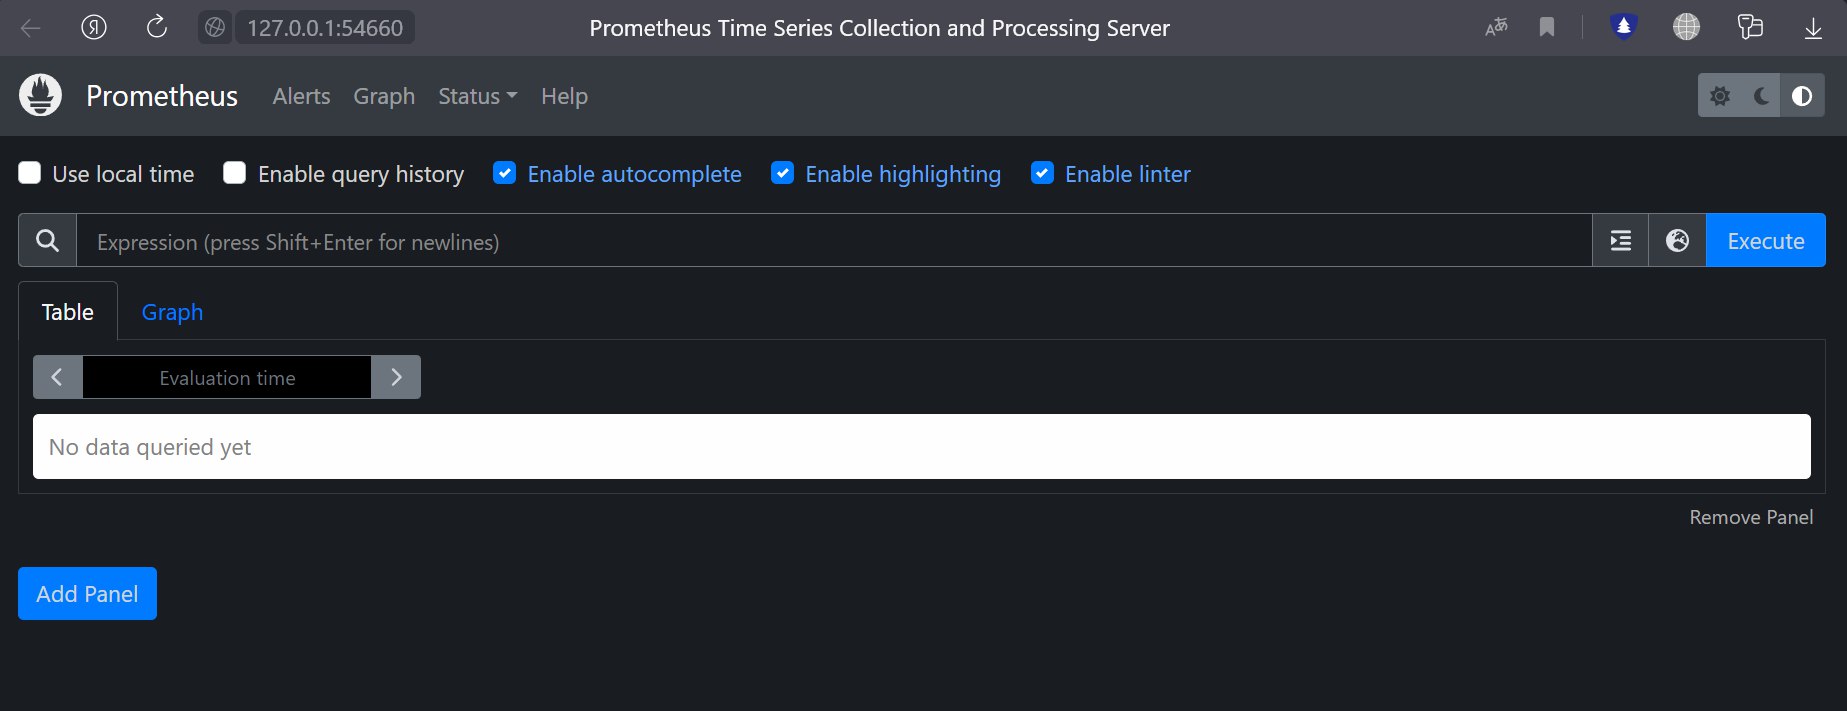 Я 127.0.0.1:54660 Prometheus Time Series Collection and Processing Server Aあ
Prometheus Alerts Graph Status Help
Use local time Enable query history Enable autocomplete Enable highlighting Enable linter
Expression (press Shift+Enter for newlines) Execute
Table Graph
Evaluation time
No data queried yet
Remove Panel
Add Panel